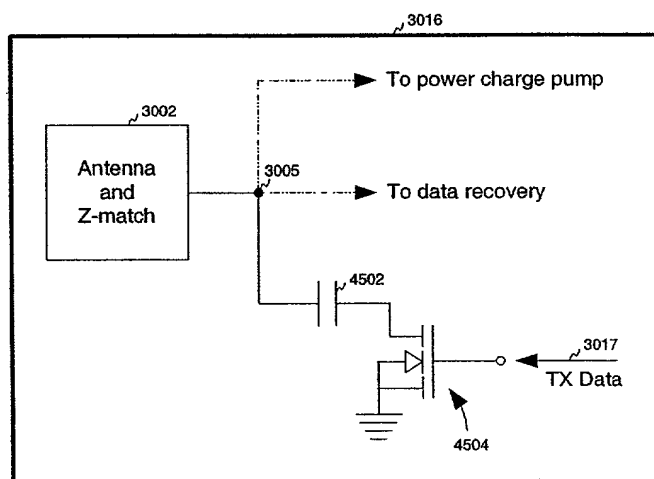 3016
To power charge pump
3002
Antenna
and
Z-match
3005
To data recovery
4502
3017
TX Data
4504